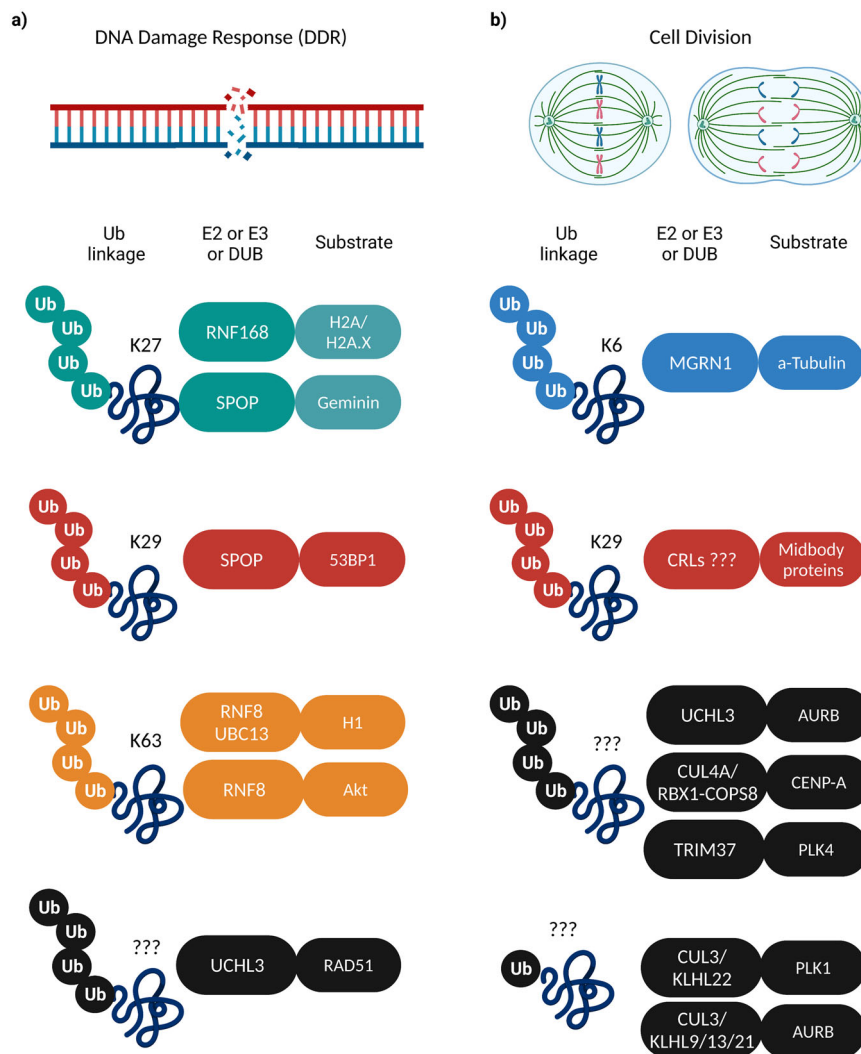 a)
DNA Damage Response (DDR)
Ub
linkage
E2 or E3
or DUB
Substrate
Ub
Ub
Ub
Ub
K27
RNF168
H2A/
H2A.X
SPOP
Geminin
Ub
Ub
Ub
Ub
K29
SPOP
53BP1
Ub
Ub
Ub
Ub
K63
RNF8
UBC13
H1
RNF8
Akt
Ub
Ub
Ub
Ub
???
UCHL3
RAD51
b)
Cell Division
Ub
linkage
E2 or E3
or DUB
Substrate
Ub
Ub
Ub
Ub
K6
MGRN1
a-Tubulin
Ub
Ub
Ub
Ub
K29
CRLs ???
Midbody
proteins
Ub
Ub
Ub
Ub
???
UCHL3
AURB
CUL4A/
RBX1-COPS8
CENP-A
TRIM37
PLK4
Ub
???
CUL3/
KLHL22
PLK1
CUL3/
KLHL9/13/21
AURB